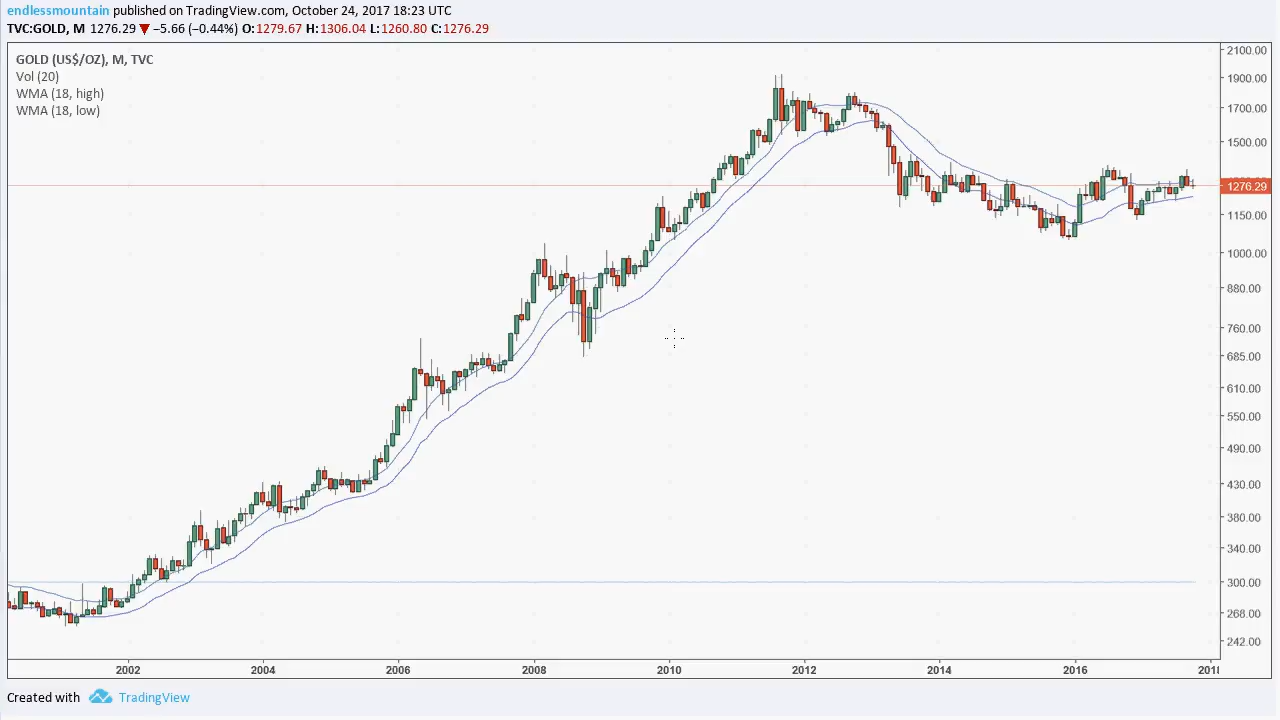 endlessmountain published on TradingView.com, October 24, 2017 18:23 UTC
TVC:GOLD, M 1276.29 ▼ −5.66 (−0.44%) O:1279.67 H:1306.04 L:1260.80 C:1276.29
GOLD (US$/OZ), M, TVC
Vol (20)
WMA (18, high)
WMA (18, low)
2100.00
1900.00
1700.00
1500.00
1276.29
1150.00
1000.00
880.00
760.00
685.00
610.00
550.00
490.00
430.00
380.00
340.00
300.00
268.00
242.00
2002 2004 2006 2008 2010 2012 2014 2016
Created with TradingView